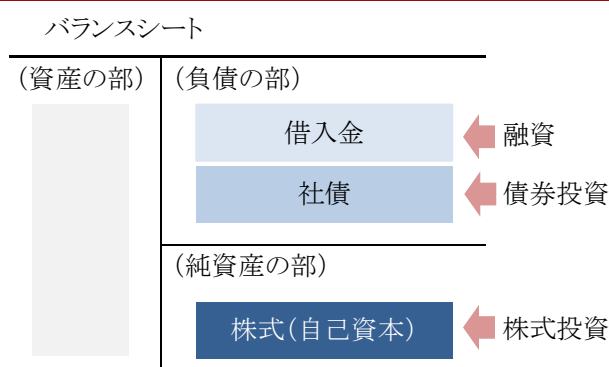 バランスシート
（資産の部）
（負債の部）
借入金
融資
社債
債券投資
（純資産の部）
株式（自己資本）
株式投資